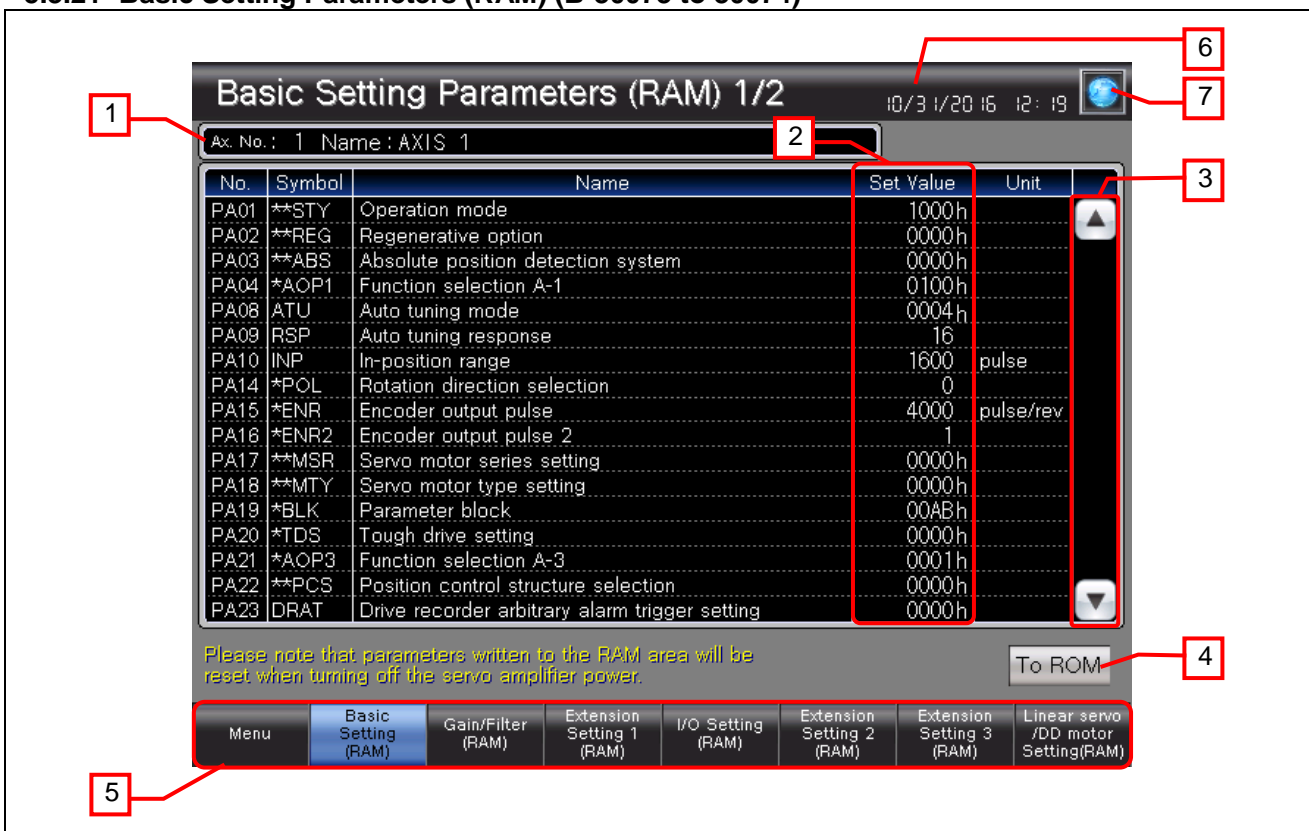 Basic Setting Parameters (RAM)
6
Basic Setting Parameters (RAM) 1/2
10/31/2016 12:19
7
1
Ax. No.: 1 Name:AXIS 1
2
No. Symbol Name Set Value Unit
3
PA01 **STY Operation mode 1000h
PA02 **REG Regenerative option 0000h
PA03 **ABS Absolute position detection system 0000h
PA04 *AOP1 Function selection A-1 0100h
PA08 ATU Auto tuning mode 0004h
PA09 RSP Auto tuning response 16
PA10 INP In-position range 1600 pulse
PA14 *POL Rotation direction selection 0
PA15 *ENR Encoder output pulse 4000 pulse/rev
PA16 *ENR2 Encoder output pulse 2 1
PA17 **MSR Servo motor series setting 0000h
PA18 **MTY Servo motor type setting 0000h
PA19 *BLK Parameter block 00ABh
PA20 *TDS Tough drive setting 0000h
PA21 *AOP3 Function selection A-3 0001h
PA22 **PCS Position control structure selection 0000h
PA23 DRAT Drive recorder arbitrary alarm trigger setting 0000h
Please note that parameters written to the RAM area will be
reset when turning off the servo amplifier power.
To ROM
4
Menu
Basic
Setting
(RAM)
Gain/Filter
(RAM)
Extension
Setting 1
(RAM)
I/O Setting
(RAM)
Extension
Setting 2
(RAM)
Extension
Setting 3
(RAM)
Linear servo
/DD motor
Setting(RAM)
5